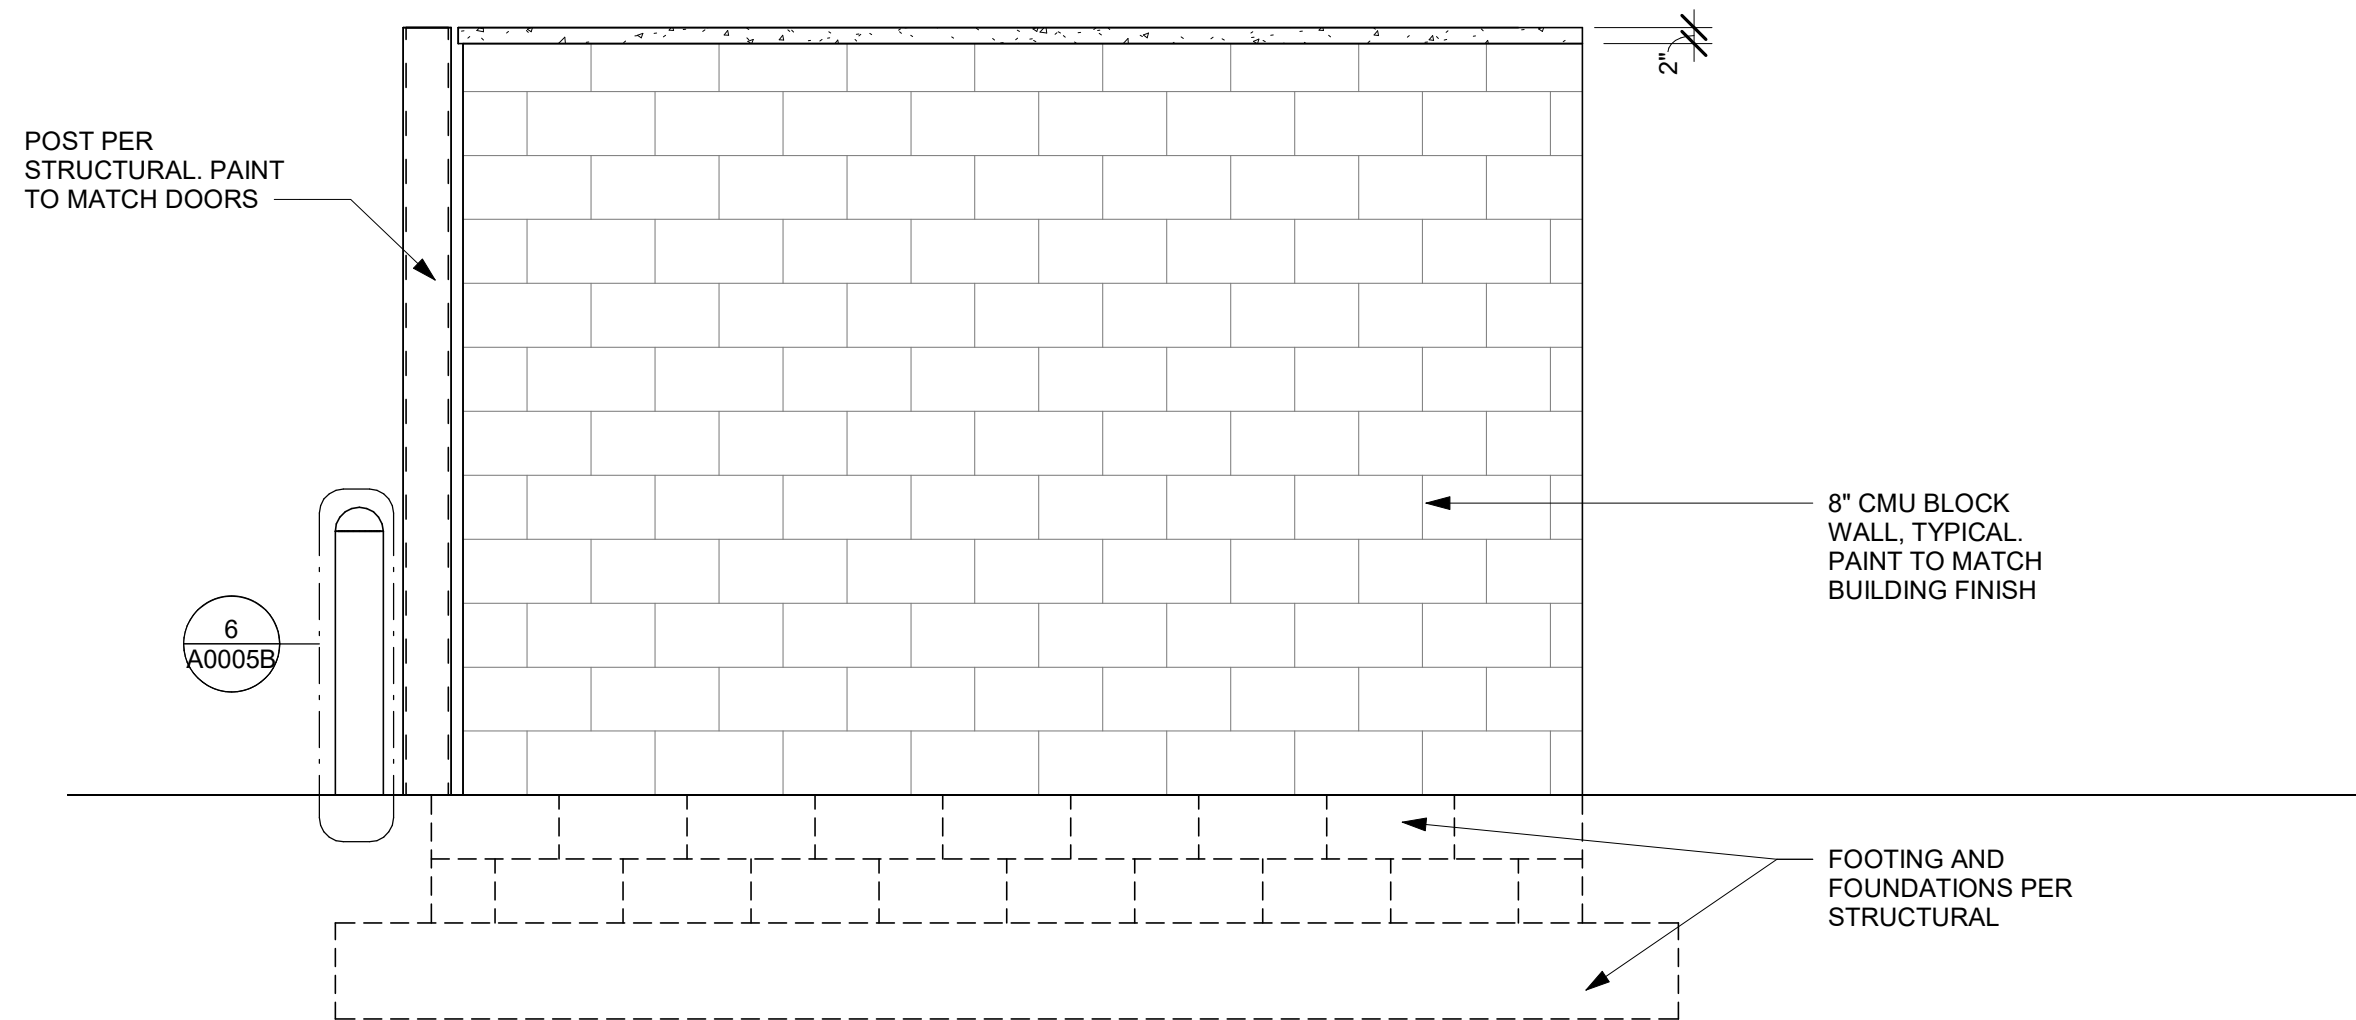 2"
POST PER
STRUCTURAL. PAINT
TO MATCH DOORS
8" CMU BLOCK
WALL, TYPICAL.
PAINT TO MATCH
BUILDING FINISH
6
A0005B
FOOTING AND
FOUNDATIONS PER
STRUCTURAL